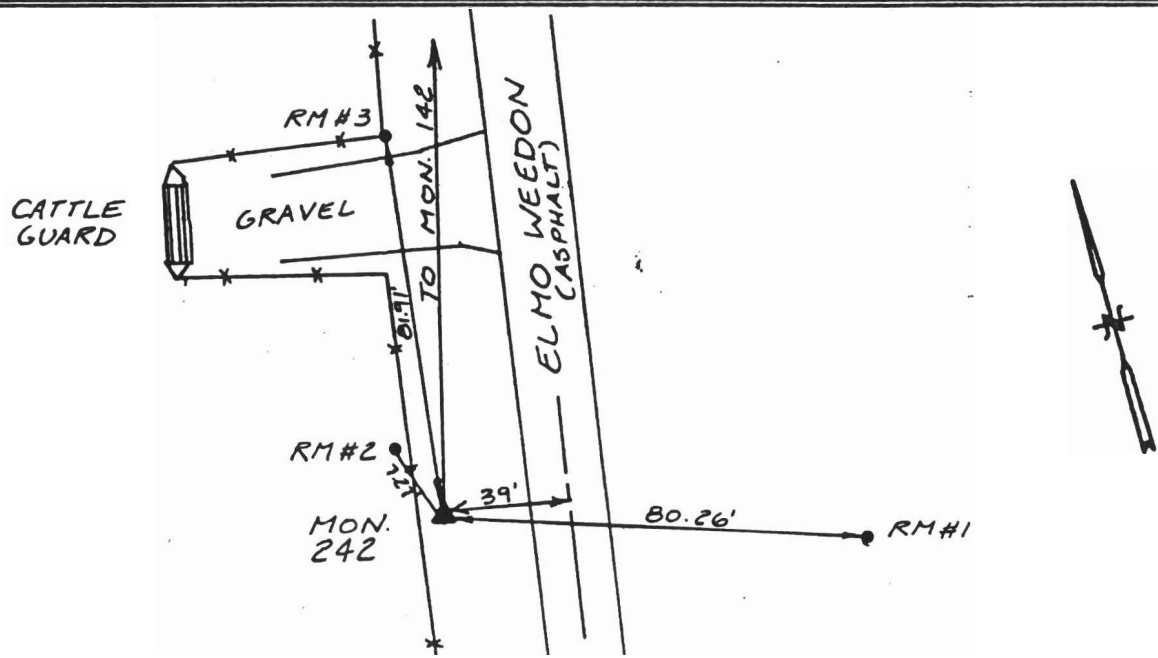 RM #3
CATTLE
GUARD
GRAVEL
TO MON. 142
ELMO WEEDON
(ASPHALT)
81.91'
RM #2
39'
80.26'
RM #1
MON.
242
N